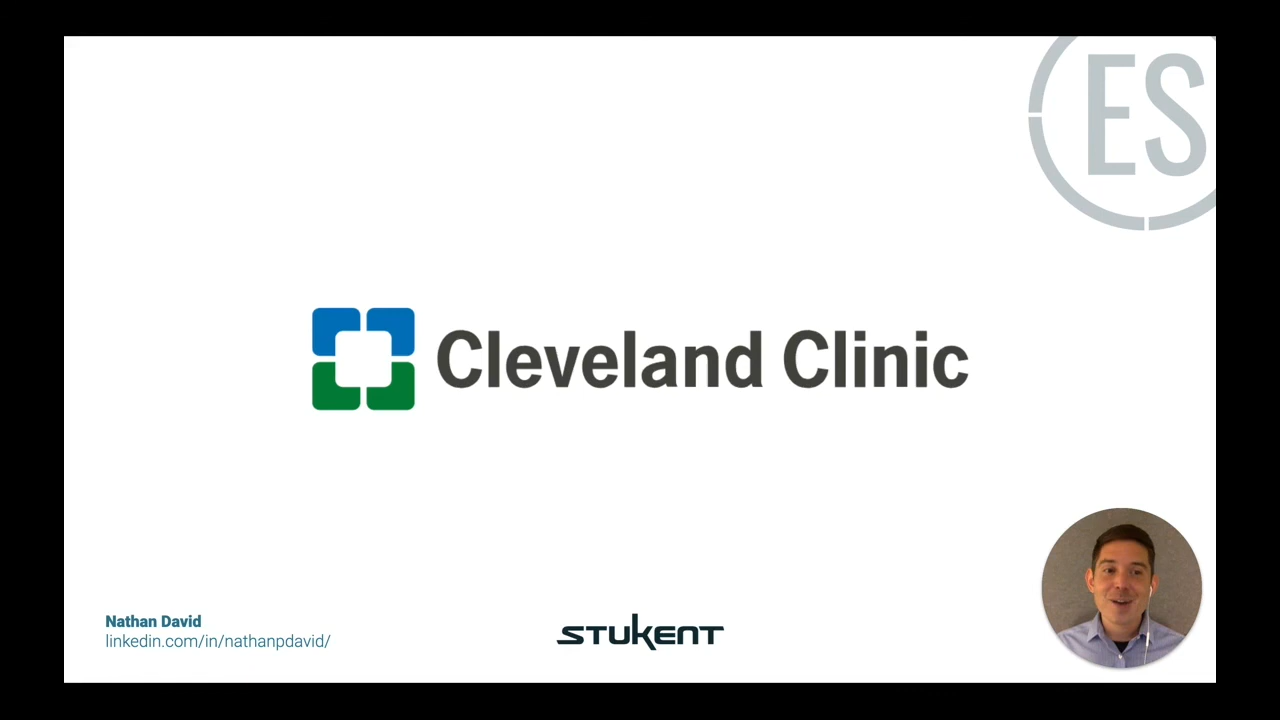 ES
Cleveland Clinic
Nathan David
linkedin.com/in/nathanpdavid/
STUKENT